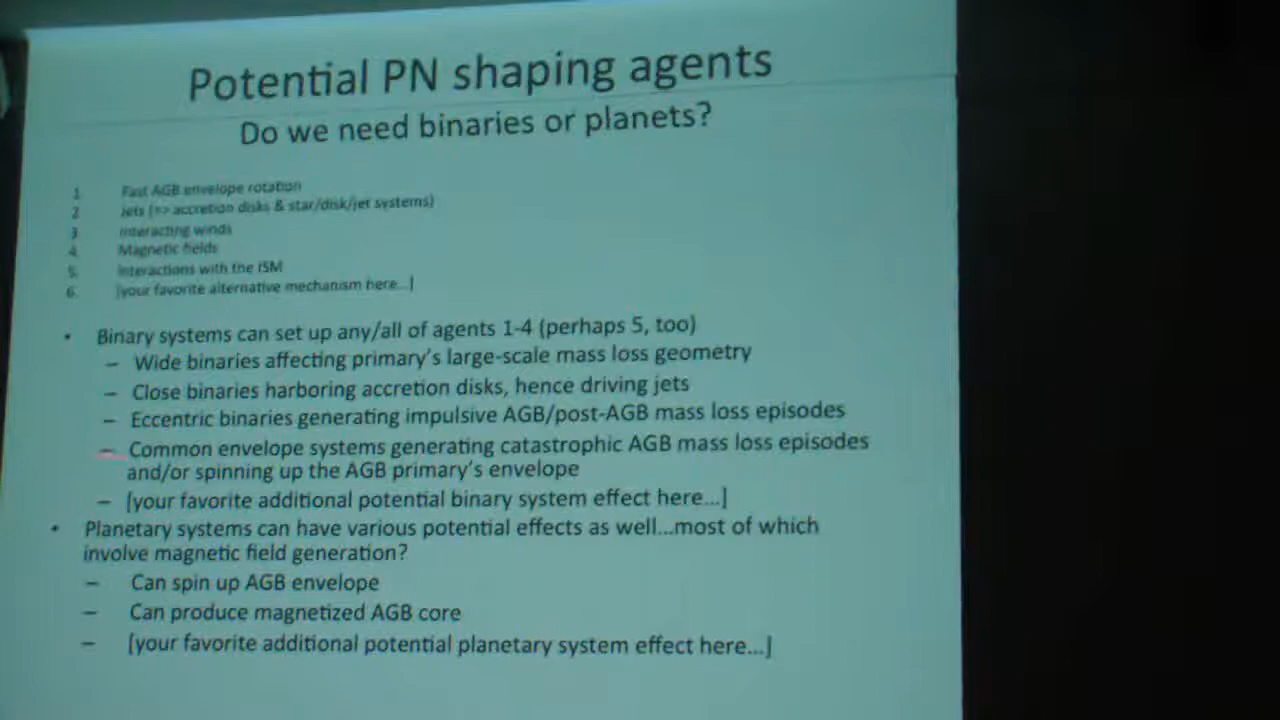 Potential PN shaping agents
Do we need binaries or planets?
1. Fast AGB envelope rotation
2. Jets (=> accretion disks & star/disk/jet systems)
3. Interacting winds
4. Magnetic fields
5. Interactions with the ISM
6. [your favorite alternative mechanism here...]
• Binary systems can set up any/all of agents 1-4 (perhaps 5, too)
– Wide binaries affecting primary's large-scale mass loss geometry
– Close binaries harboring accretion disks, hence driving jets
– Eccentric binaries generating impulsive AGB/post-AGB mass loss episodes
– Common envelope systems generating catastrophic AGB mass loss episodes
and/or spinning up the AGB primary's envelope
– [your favorite additional potential binary system effect here...]
• Planetary systems can have various potential effects as well...most of which
involve magnetic field generation?
– Can spin up AGB envelope
– Can produce magnetized AGB core
– [your favorite additional potential planetary system effect here...]